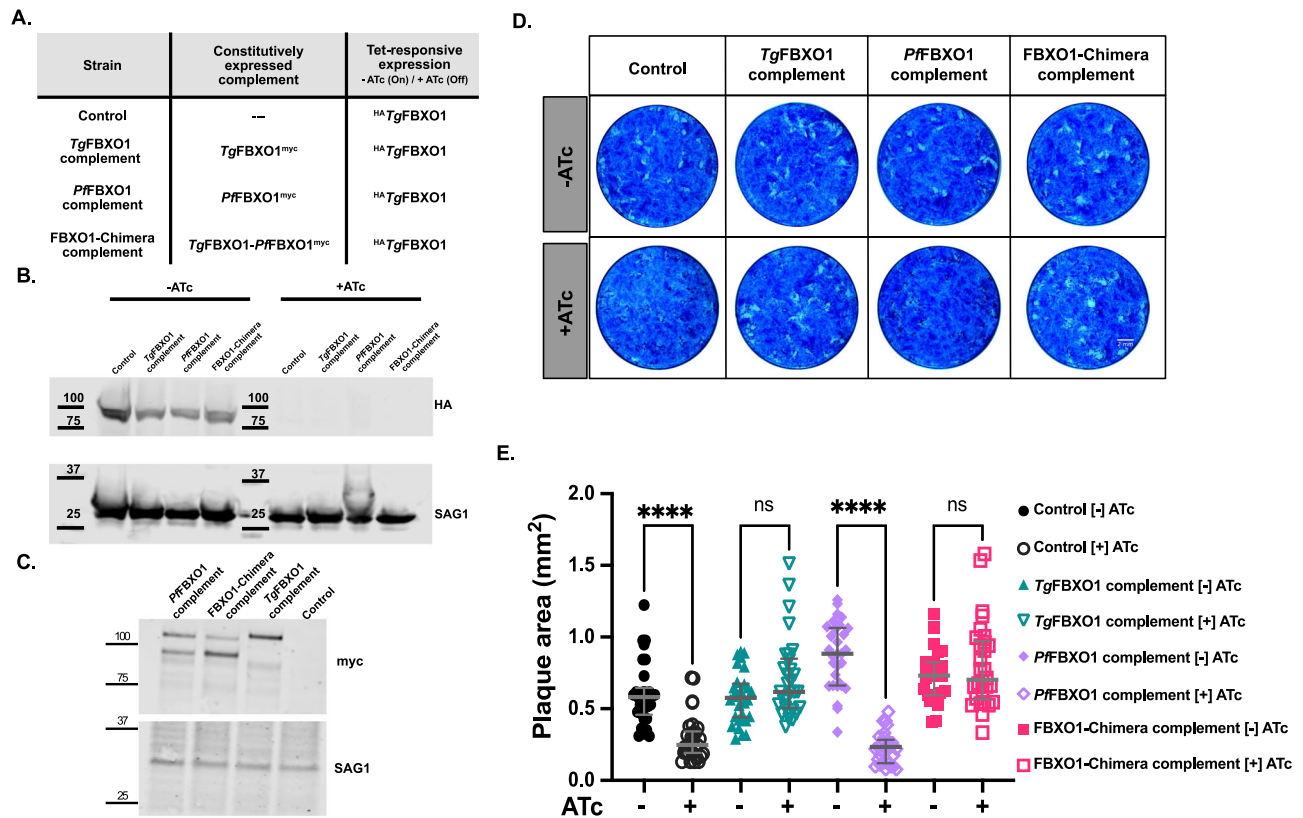 A.
Strain
Constitutively
expressed
complement
Tet-responsive
expression
- ATc (On) / + ATc (Off)
Control
---
HATgFBXO1
TgFBXO1
complement
TgFBXO1myc
HATgFBXO1
PfFBXO1
complement
PfFBXO1myc
HATgFBXO1
FBXO1-Chimera
complement
TgFBXO1-PfFBXO1myc
HATgFBXO1
B.
-ATc
+ATc
Control
TgFBXO1
complement
PfFBXO1
complement
FBXO1-Chimera
complement
Control
TgFBXO1
complement
PfFBXO1
complement
FBXO1-Chimera
complement
100
75
100
75
HA
37
25
37
25
SAG1
C.
PfFBXO1
complement
FBXO1-Chimera
complement
TgFBXO1
complement
Control
100
75
myc
37
25
SAG1
D.
Control
TgFBXO1
complement
PfFBXO1
complement
FBXO1-Chimera
complement
-ATc
+ATc
2 mm
E.
Plaque area (mm2)
2.0
1.5
1.0
0.5
0.0
****
ns
****
ns
ATc
- + - + - + - +
Control [-] ATc
Control [+] ATc
TgFBXO1 complement [-] ATc
TgFBXO1 complement [+] ATc
PfFBXO1 complement [-] ATc
PfFBXO1 complement [+] ATc
FBXO1-Chimera complement [-] ATc
FBXO1-Chimera complement [+] ATc